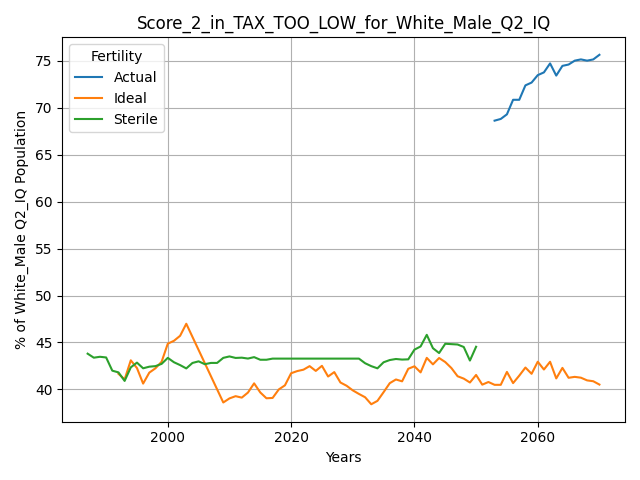 Score_2_in_TAX_TOO_LOW_for_White_Male_Q2_IQ
Fertility
Actual
Ideal
Sterile
% of White_Male Q2_IQ Population
75
70
65
60
55
50
45
40
2000
2020
2040
2060
Years